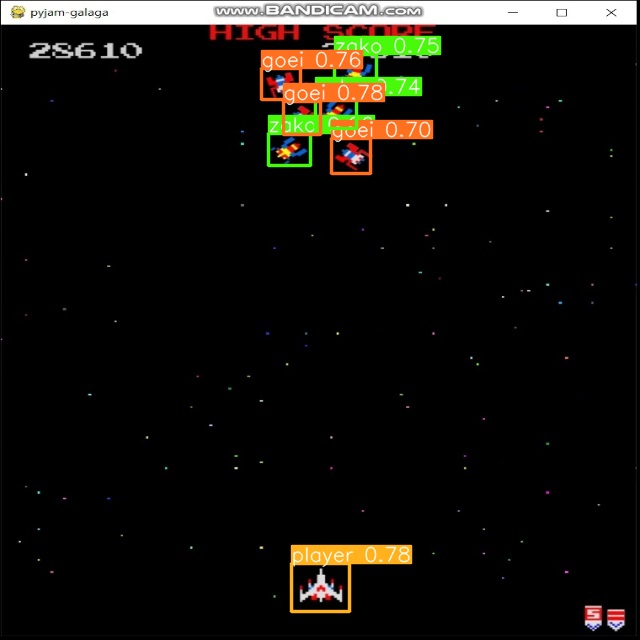 pyjam-galaga
www.BANDICAM.com
HIGH SCORE
28610
zako 0.75
goei 0.76
0.74
goei 0.78
zako
goei 0.70
player 0.78
5